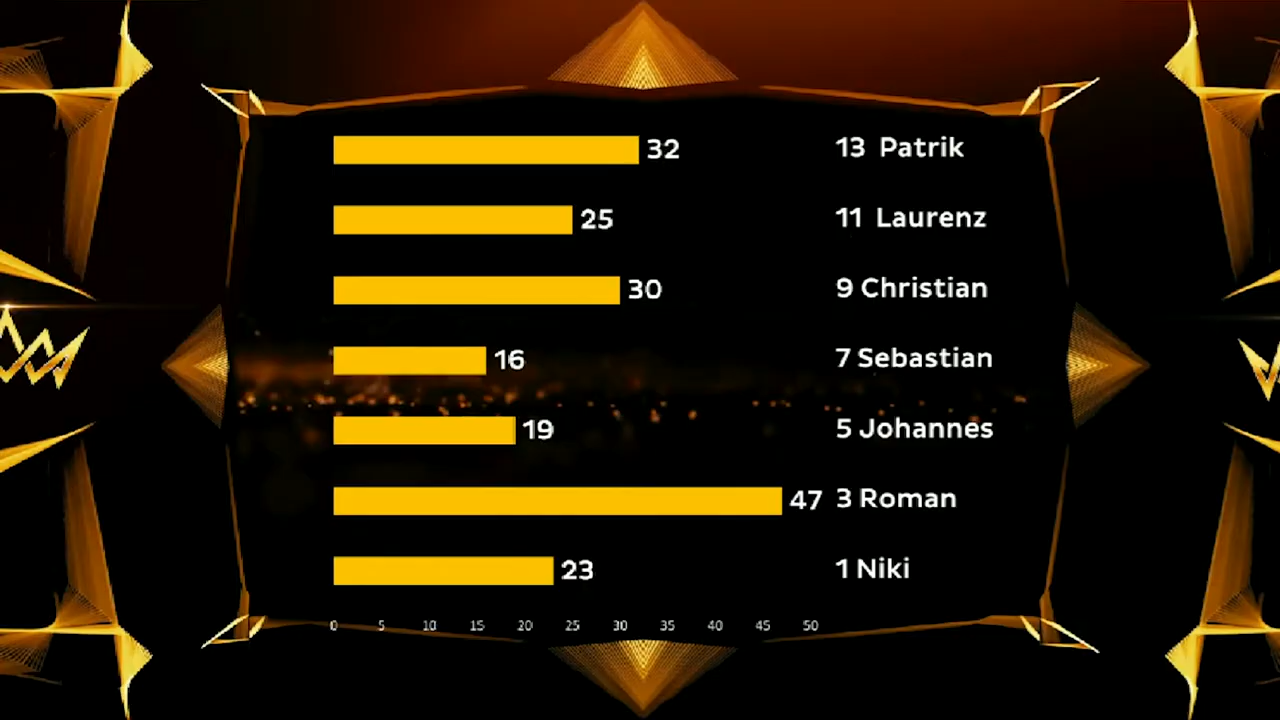 32 13 Patrik
25 11 Laurenz
30 9 Christian
16 7 Sebastian
19 5 Johannes
47 3 Roman
23 1 Niki
0 5 10 15 20 25 30 35 40 45 50